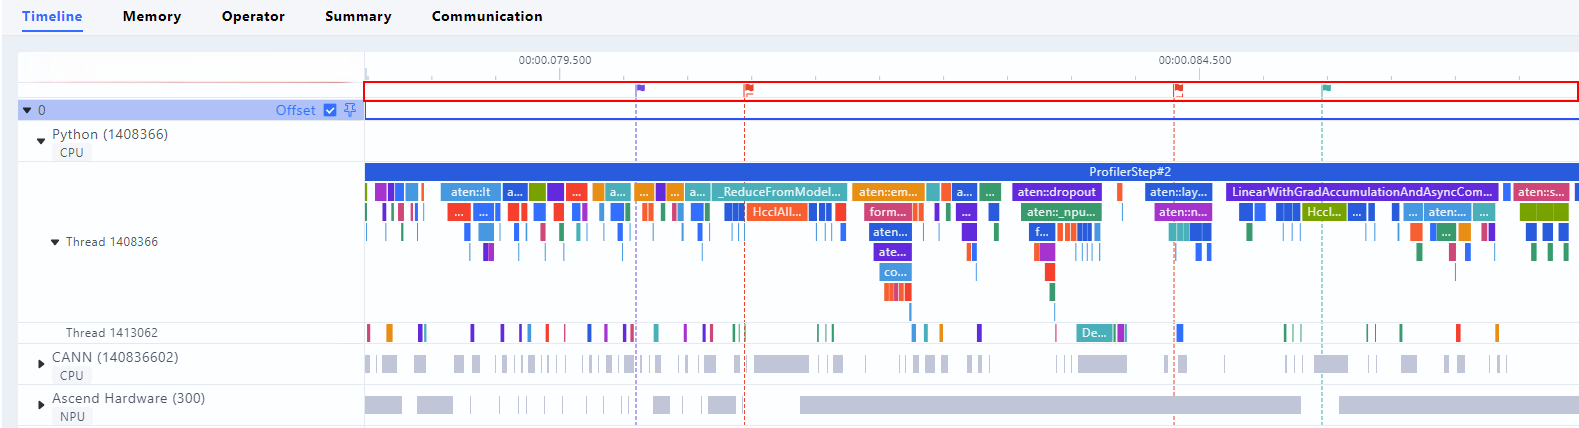 Timeline Memory Operator Summary Communication
00:00.079.500 00:00.084.500
0 Offset
Python (1408366)
CPU
ProfilerStep#2
aten::lt a... ... ... a... ... ... a... _ReduceFromModel... aten::em... a... ... aten::dropout aten::lay... LinearWithGradAccumulationAndAsyncCom... aten::s...
... ... HcclAll... form... ... aten::_npu... aten::n... HccI... ... ... aten:...
Thread 1408366
aten... f... ...
ate...
co...
Thread 1413062 De...
CANN (140836602)
CPU
Ascend Hardware (300)
NPU